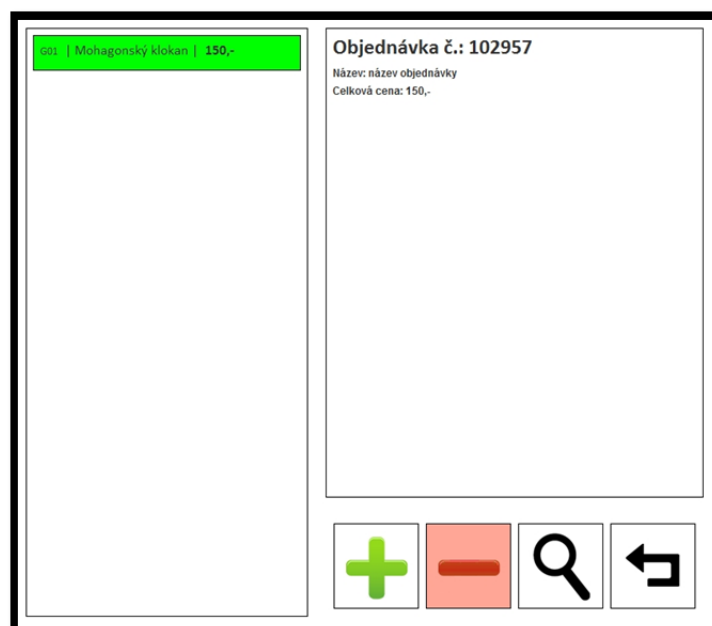 G01 | Mohagonský klokan | 150,-
Objednávka č.: 102957
Název: název objednávky
Celková cena: 150,-